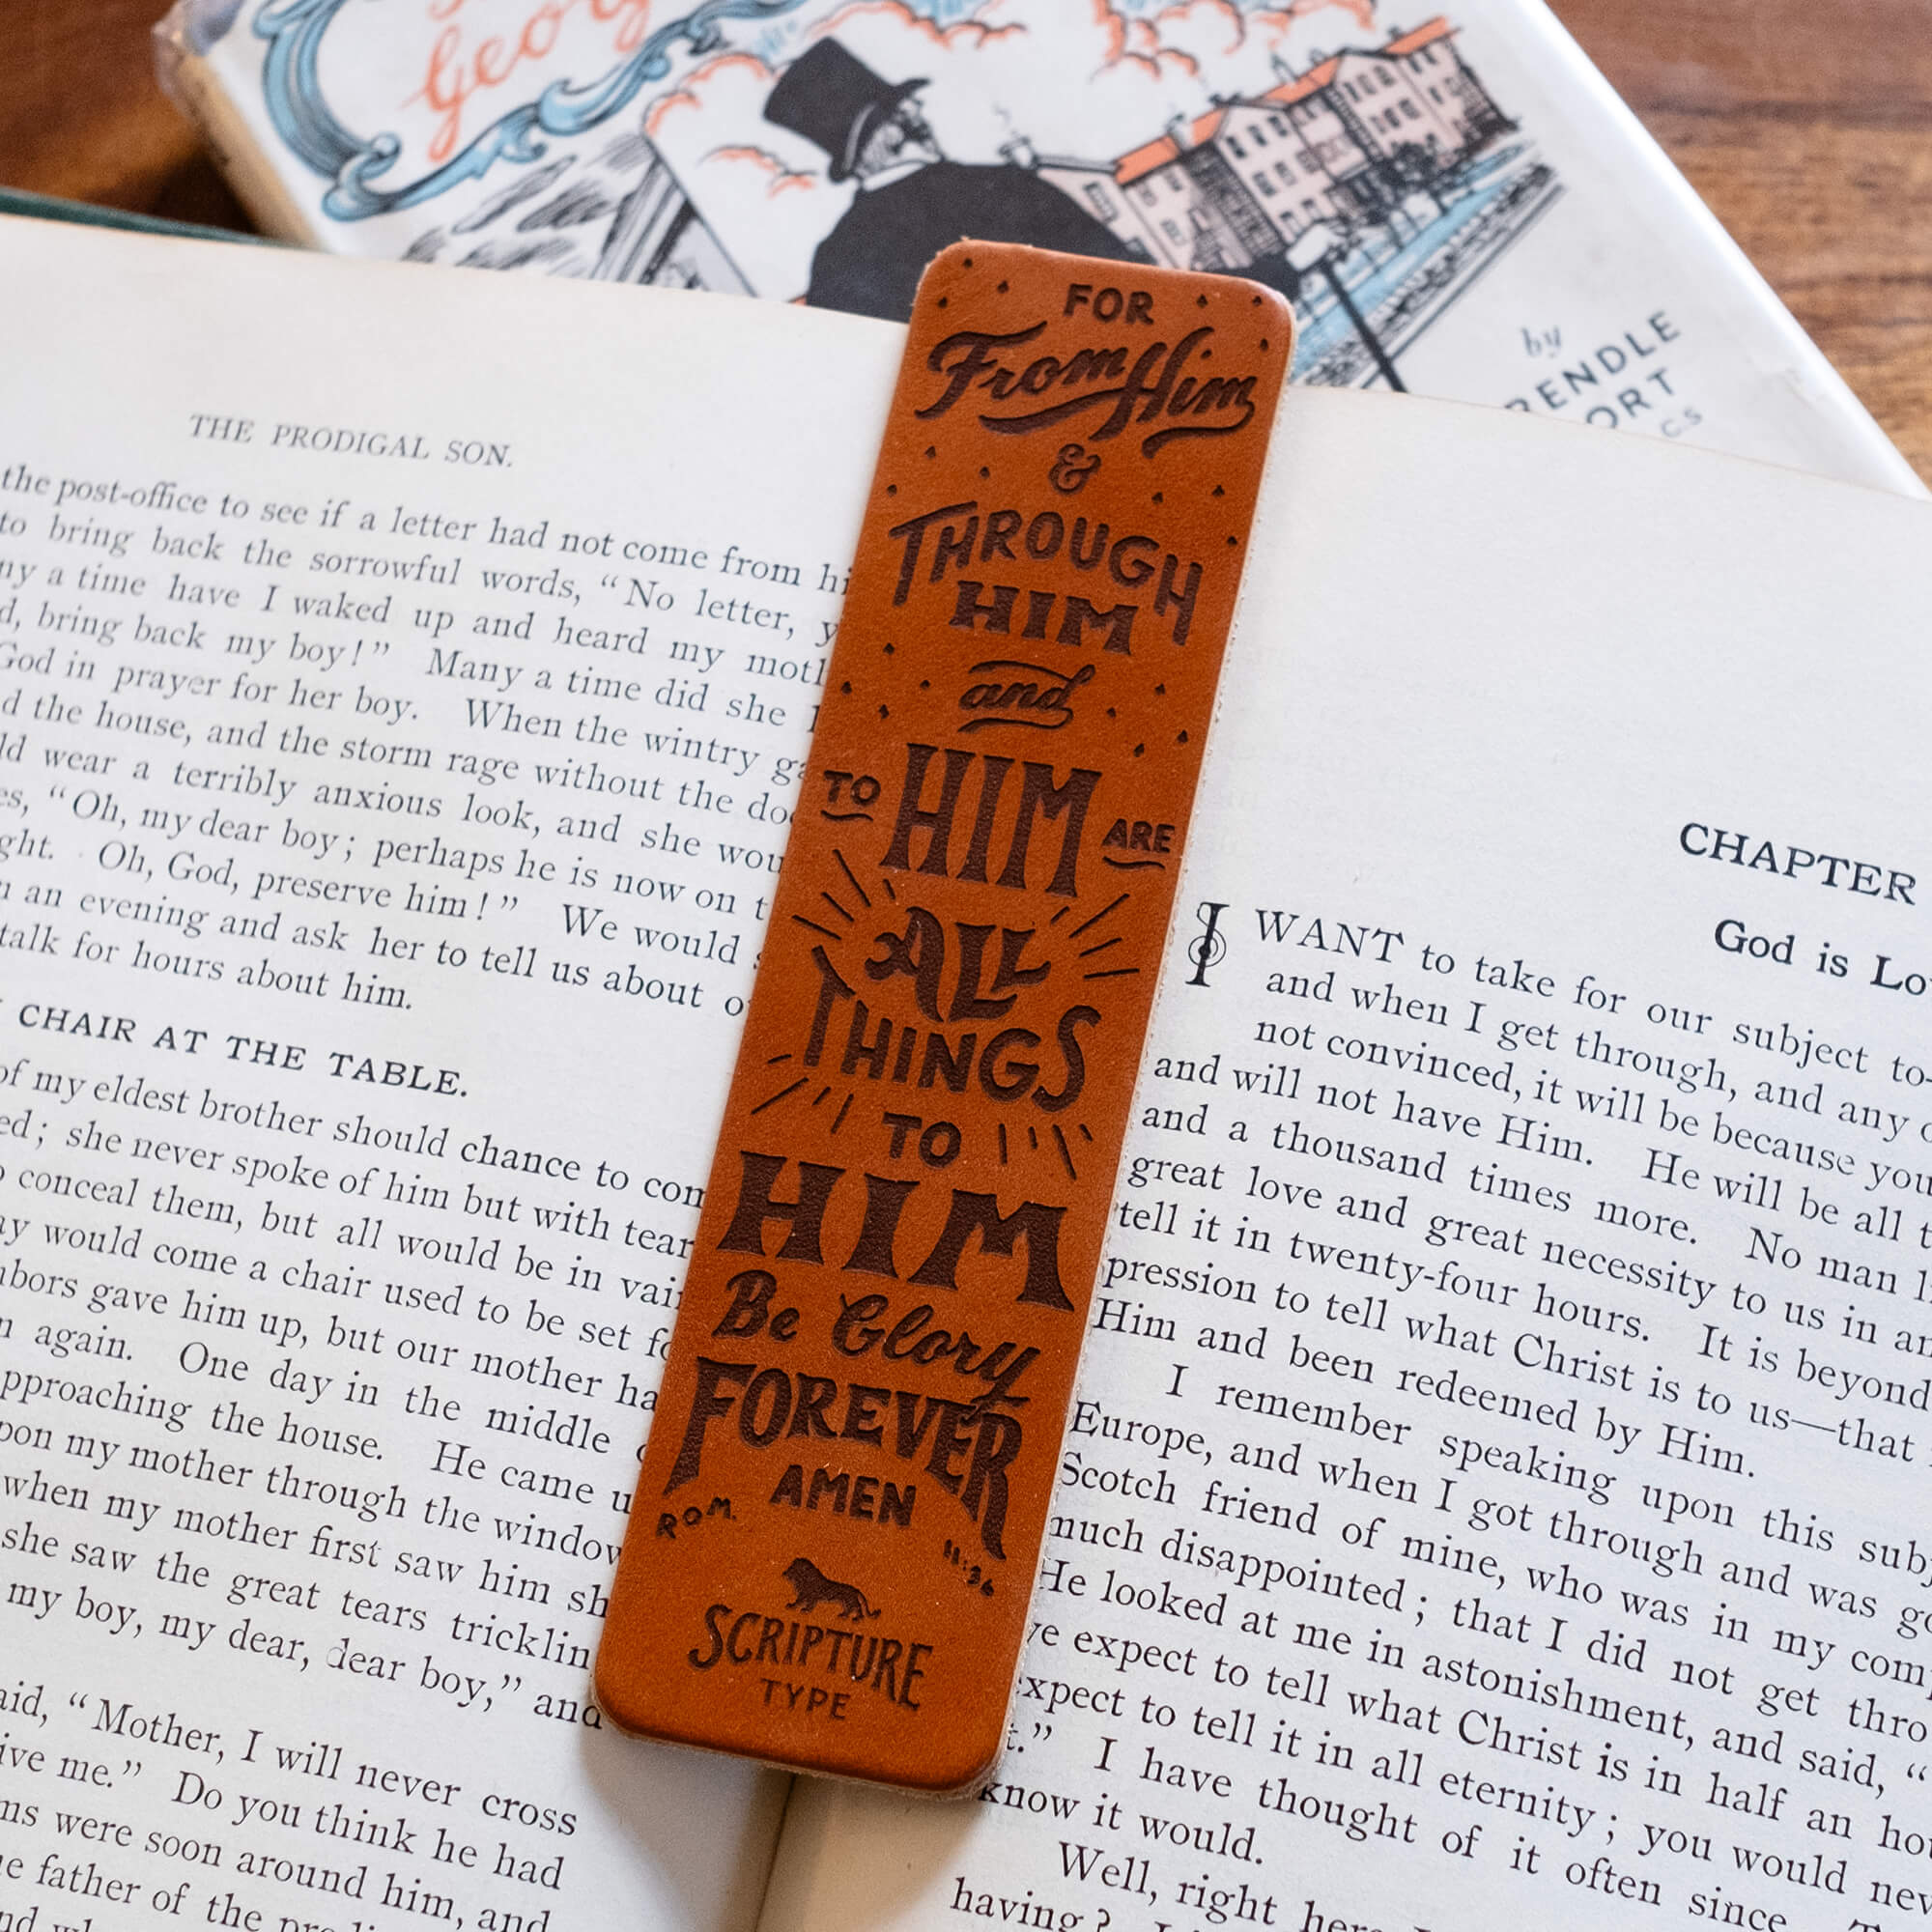 Geor
by
RENDLE
ORT
CS
THE PRODIGAL SON.
the post-office to see if a letter had not come from hi
to bring back the sorrowful words, “No letter,
ny a time have I waked up and heard my moth
d, bring back my boy!” Many a time did she
God in prayer for her boy. When the wintry ga
d the house, and the storm rage without the doo
ld wear a terribly anxious look, and she wou
es, “Oh, my dear boy; perhaps he is now on t
ght. Oh, God, preserve him!” We would
n an evening and ask her to tell us about o
talk for hours about him.
CHAIR AT THE TABLE.
of my eldest brother should chance to com
ed; she never spoke of him but with tear
conceal them, but all would be in vai
ay would come a chair used to be set fo
bors gave him up, but our mother ha
n again. One day in the middle
pproaching the house. He came u
pon my mother through the window
when my mother first saw him sh
she saw the great tears tricklin
my boy, my dear, dear boy,” and
aid, “Mother, I will never cross
ive me.” Do you think he had
ms were soon around him, and
e father of the
FOR
From Him
&
THROUGH
HIM
and
TO HIM ARE
ALL
THINGS
TO
HIM
Be Glory
FOREVER
AMEN
ROM. 11:36
SCRIPTURE
TYPE
CHAPTER
God is Lo
I WANT to take for our subject to-
and when I get through, and any
not convinced, it will be because you
and will not have Him. He will be all t
and a thousand times more. No man
great love and great necessity to us in an
tell it in twenty-four hours. It is beyond
pression to tell what Christ is to us—that
Him and been redeemed by Him.
I remember speaking upon this subj
Europe, and when I got through and was go
Scotch friend of mine, who was in my com
much disappointed; that I did not get thro
He looked at me in astonishment, and said, “
ve expect to tell what Christ is in half an ho
expect to tell it in all eternity; you would nev
t.” I have thought of it often since
know it would.
Well, right here
having?